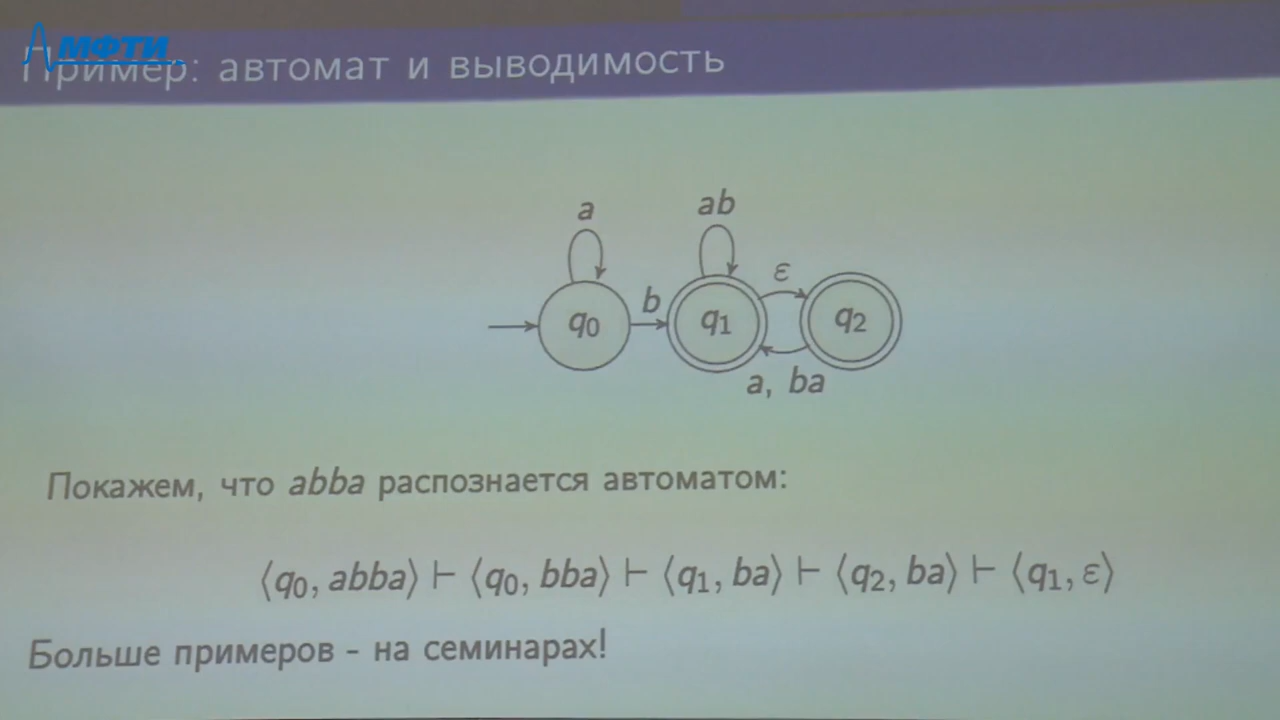 МФТИ
Пример: автомат и выводимость
a
ab
ε
b
q₀
q₁
q₂
a, ba
Покажем, что abba распознается автоматом:
⟨q₀, abba⟩ ⊢ ⟨q₀, bba⟩ ⊢ ⟨q₁, ba⟩ ⊢ ⟨q₂, ba⟩ ⊢ ⟨q₁, ε⟩
Больше примеров - на семинарах!